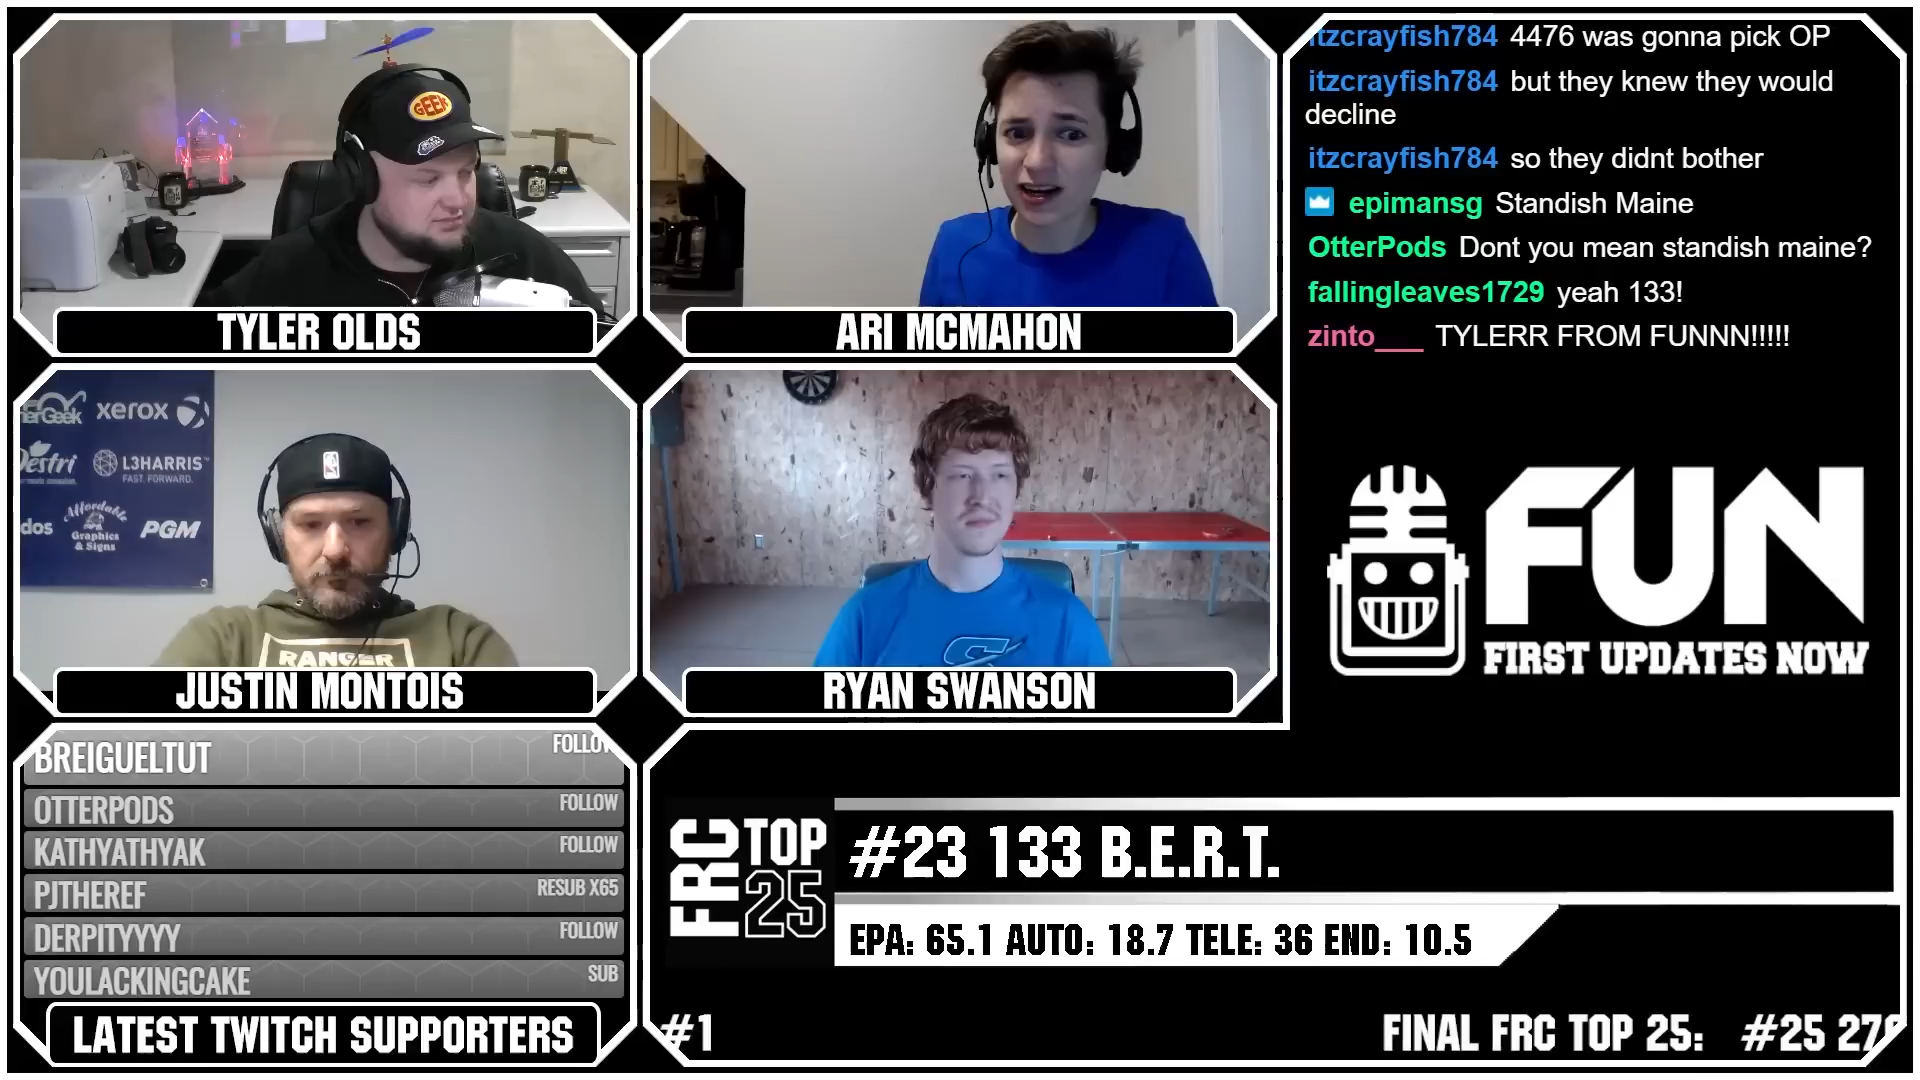 GEEK
TYLER OLDS
ARI MCMAHON
itzcrayfish784 4476 was gonna pick OP
itzcrayfish784 but they knew they would
decline
itzcrayfish784 so they didnt bother
epimansg Standish Maine
OtterPods Dont you mean standish maine?
fallingleaves1729 yeah 133!
zinto___ TYLERR FROM FUNNN!!!!!
xerox
L3HARRIS™
FAST. FORWARD.
Affordable
Graphics
& Signs
PGM
RANGER
JUSTIN MONTOIS
RYAN SWANSON
FUN
FIRST UPDATES NOW
BREIGUELTUT FOLLOW
OTTERPODS FOLLOW
KATHYATHYAK FOLLOW
PJTHEREF RESUB X65
DERPITYYYY FOLLOW
YOULACKINGCAKE SUB
LATEST TWITCH SUPPORTERS
FRC TOP 25
#23 133 B.E.R.T.
EPA: 65.1 AUTO: 18.7 TELE: 36 END: 10.5
#1
FINAL FRC TOP 25: #25 27